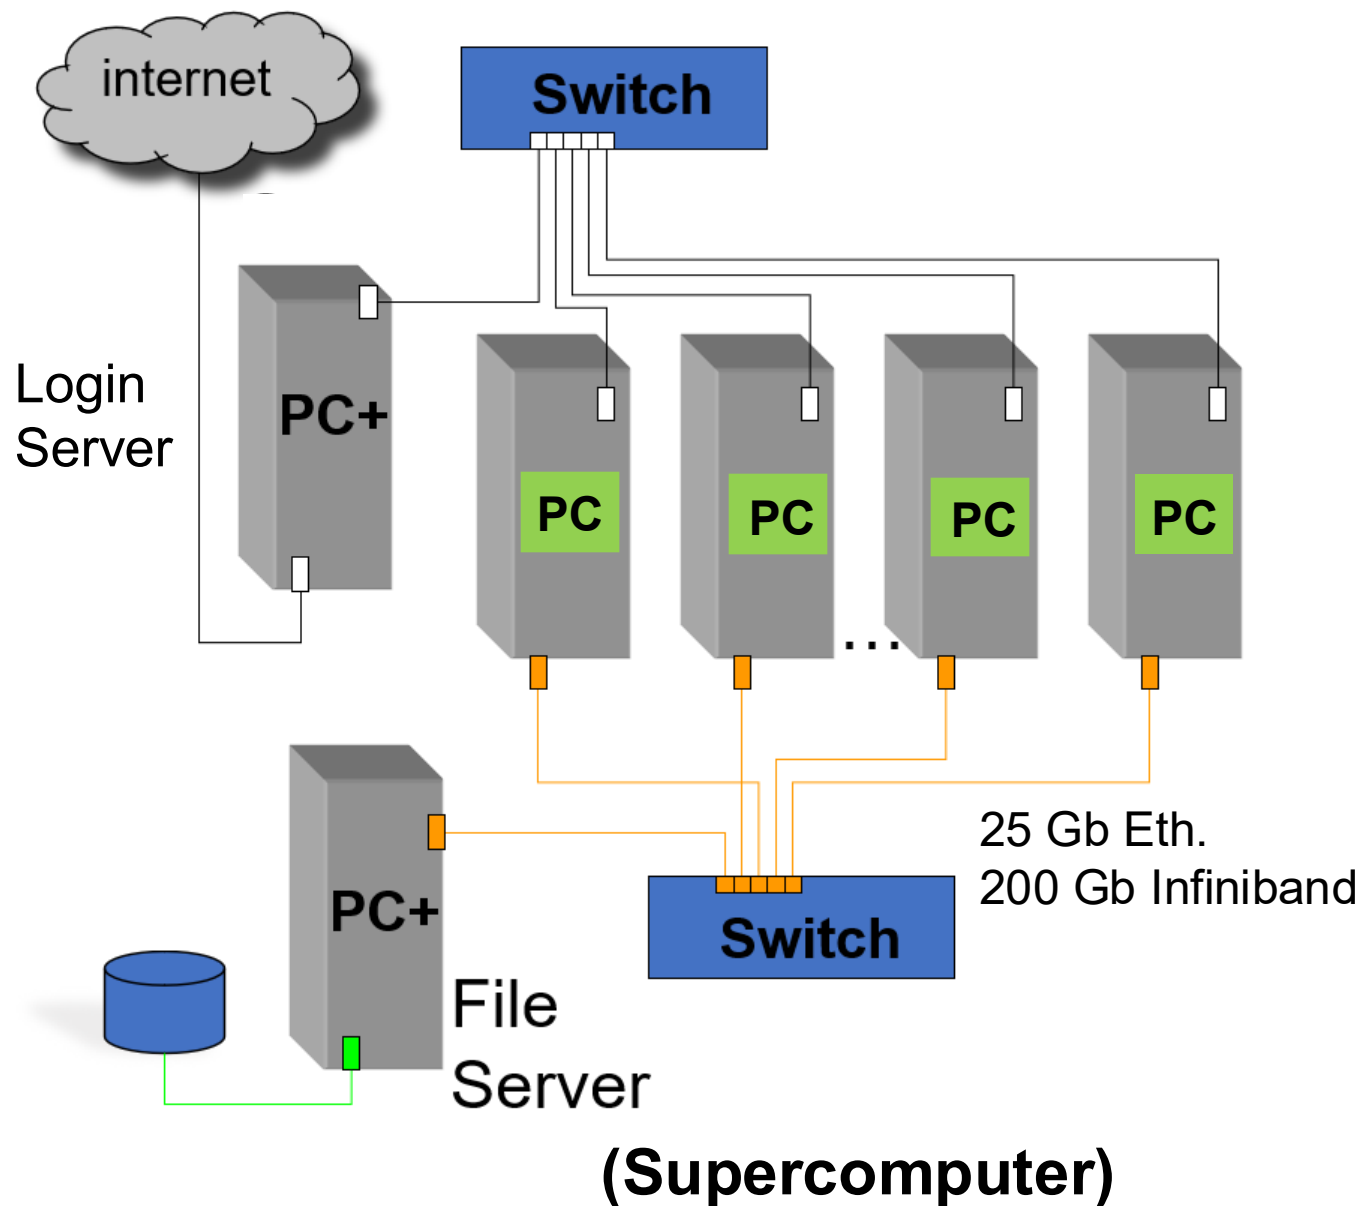 internet
Switch
Login
Server
PC+
PC
PC
PC
PC
...
25 Gb Eth.
200 Gb Infiniband
PC+
Switch
File
Server
(Supercomputer)